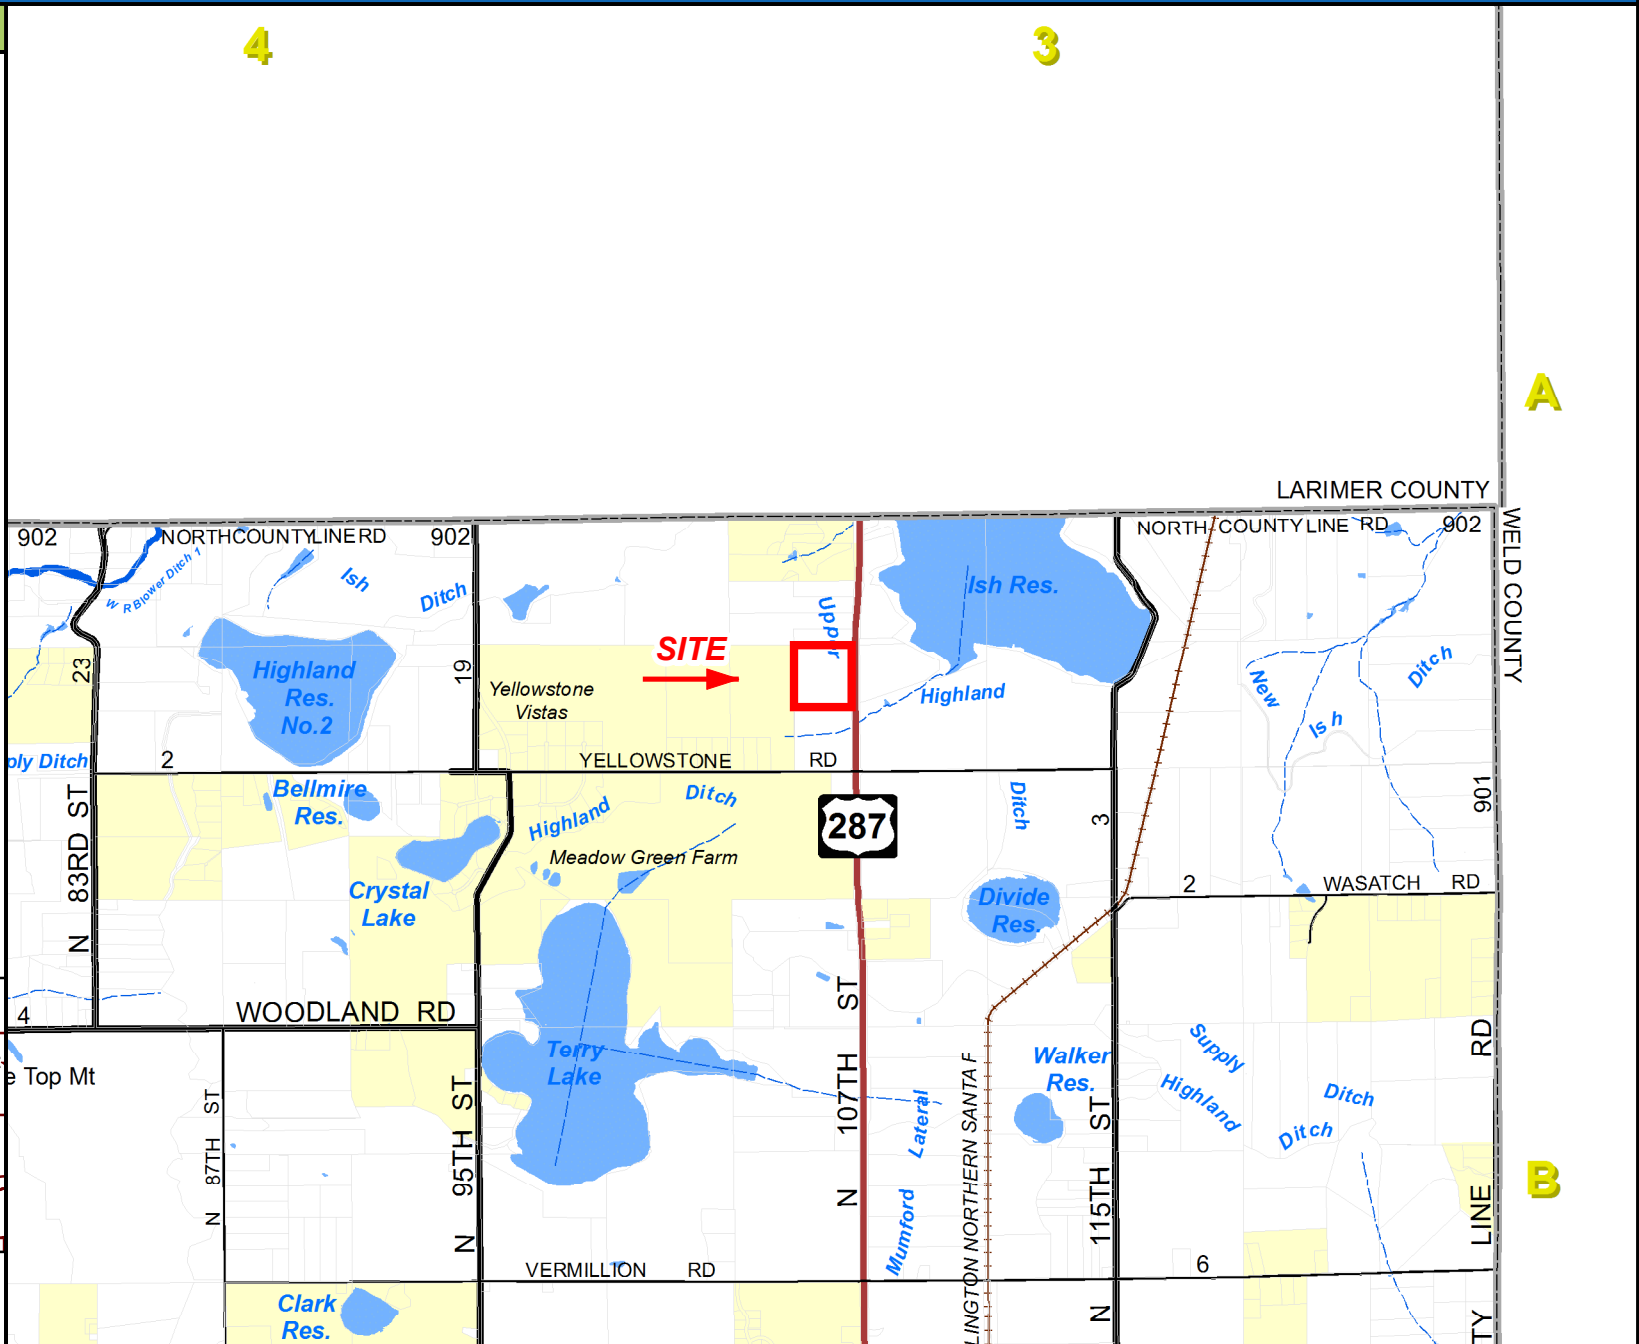 4
3
A
LARIMER COUNTY
902
NORTHCOUNTYLINERD
902
NORTH COUNTYLINE RD
902
WELD COUNTY
W R Blower Ditch 1
Ish
Ditch
Ish Res.
Upper
SITE
Highland
Res.
No.2
23
19
Yellowstone
Vistas
Highland
New
Ish
Ditch
ply Ditch
2
YELLOWSTONE RD
Bellmire
Res.
Highland
Ditch
287
Ditch
3
901
83RD ST
N
Meadow Green Farm
Crystal
Lake
Divide
Res.
2
WASATCH RD
WOODLAND RD
4
e Top Mt
Terry
Lake
N 107TH ST
Walker
Res.
Supply
Highland
Ditch
Ditch
N 87TH ST
N 95TH ST
Mumford Lateral
LINGTON NORTHERN SANTA F
N 115TH ST
TY LINE RD
B
VERMILLION RD
6
Clark
Res.